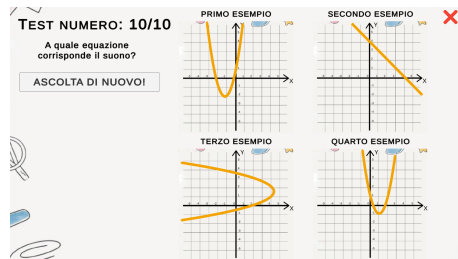 TEST NUMERO: 10/10
A quale equazione
corrisponde il suono?
ASCOLTA DI NUOVO!
PRIMO ESEMPIO
Y
X
SECONDO ESEMPIO
Y
X
TERZO ESEMPIO
Y
X
QUARTO ESEMPIO
Y
X